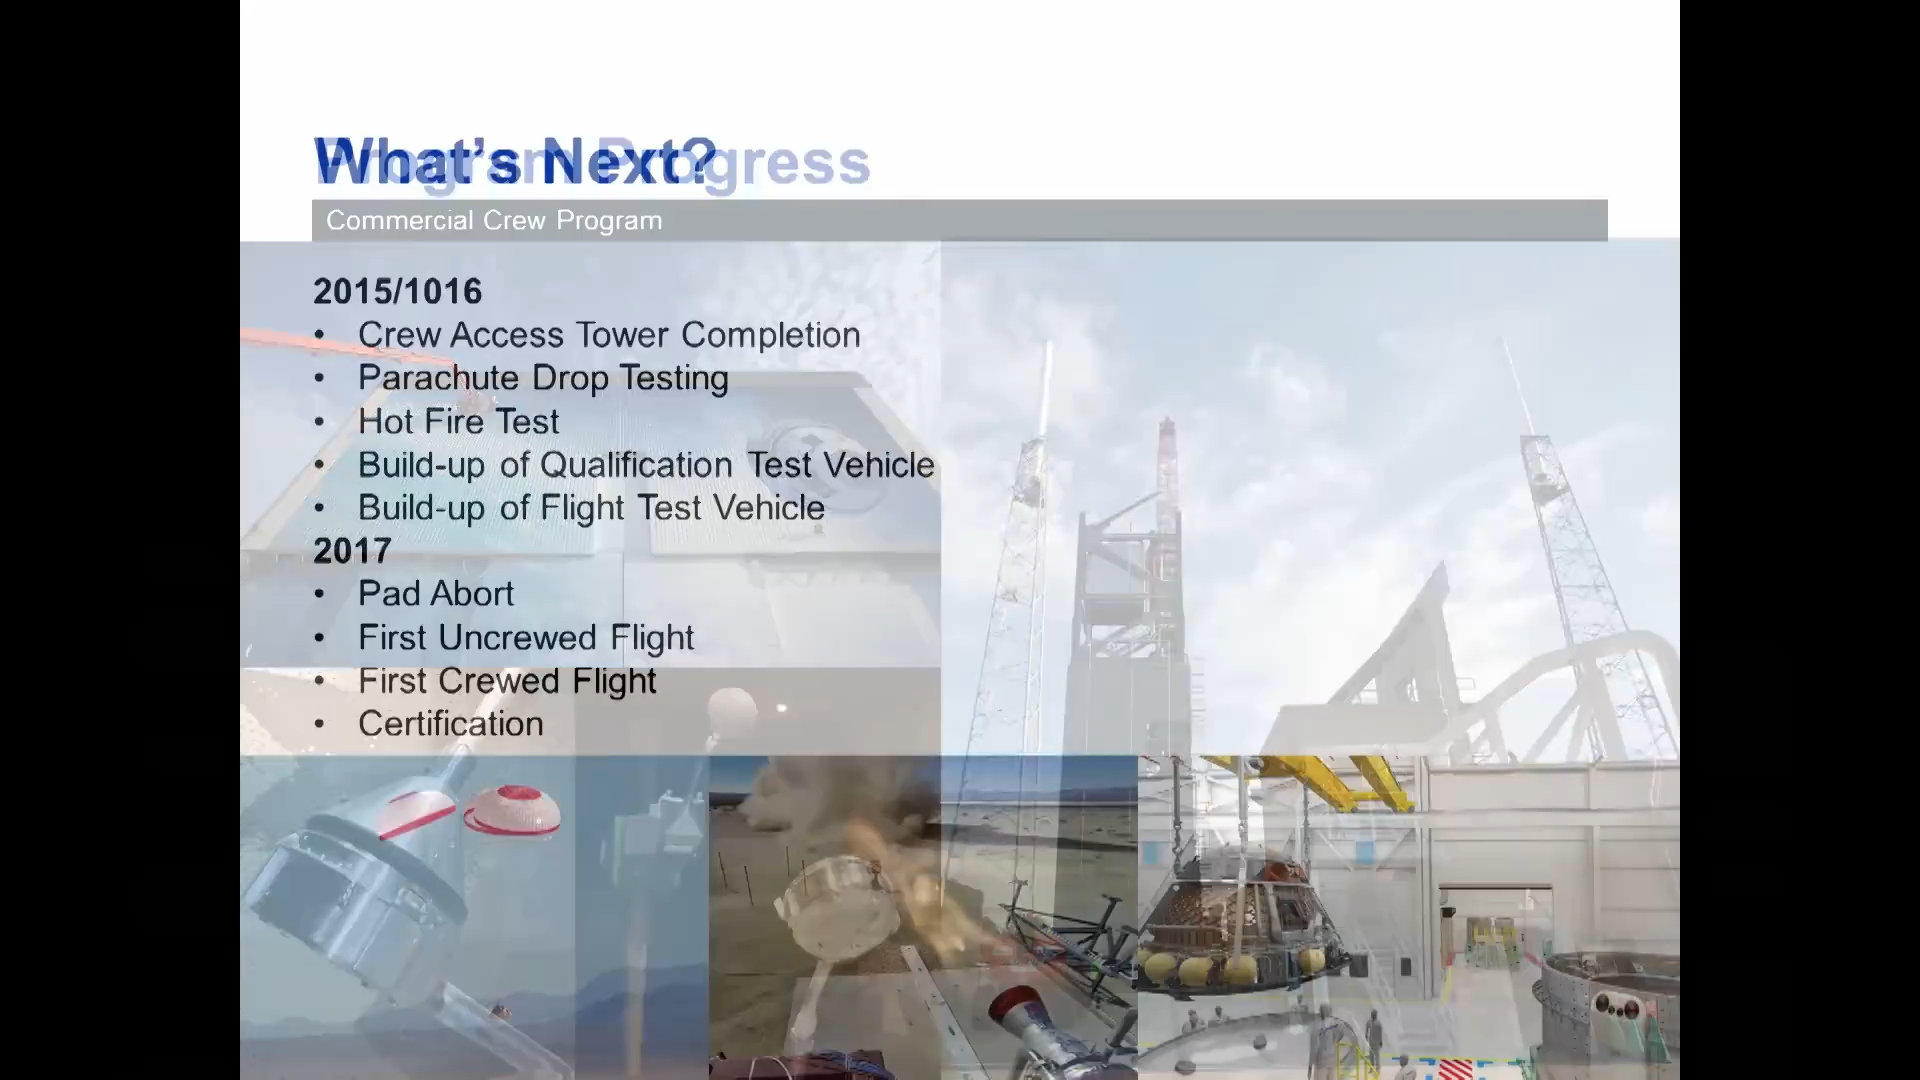 What's Next?
Program Progress
Commercial Crew Program
2015/1016
• Crew Access Tower Completion
• Parachute Drop Testing
• Hot Fire Test
• Build-up of Qualification Test Vehicle
• Build-up of Flight Test Vehicle
2017
• Pad Abort
• First Uncrewed Flight
• First Crewed Flight
• Certification